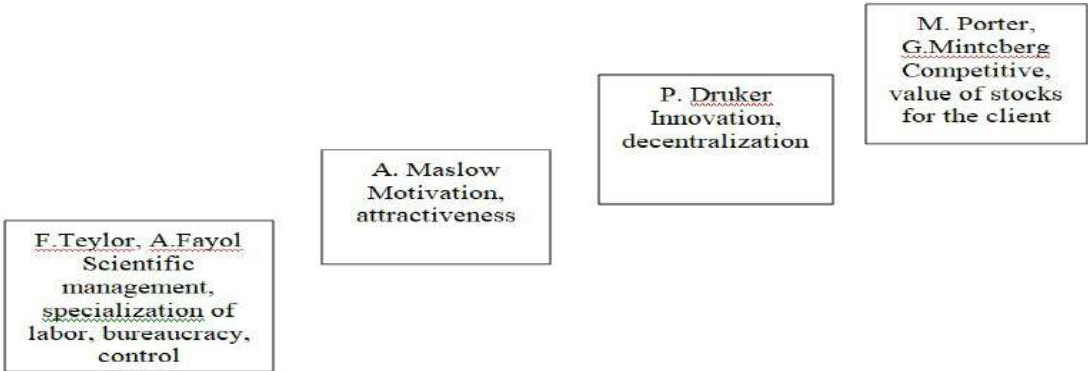 M. Porter,
G.Mintcberg
Competitive,
value of stocks
for the client
P. Druker
Innovation,
decentralization
A. Maslow
Motivation,
attractiveness
F.Teylor, A.Fayol
Scientific
management,
specialization of
labor, bureaucracy,
control